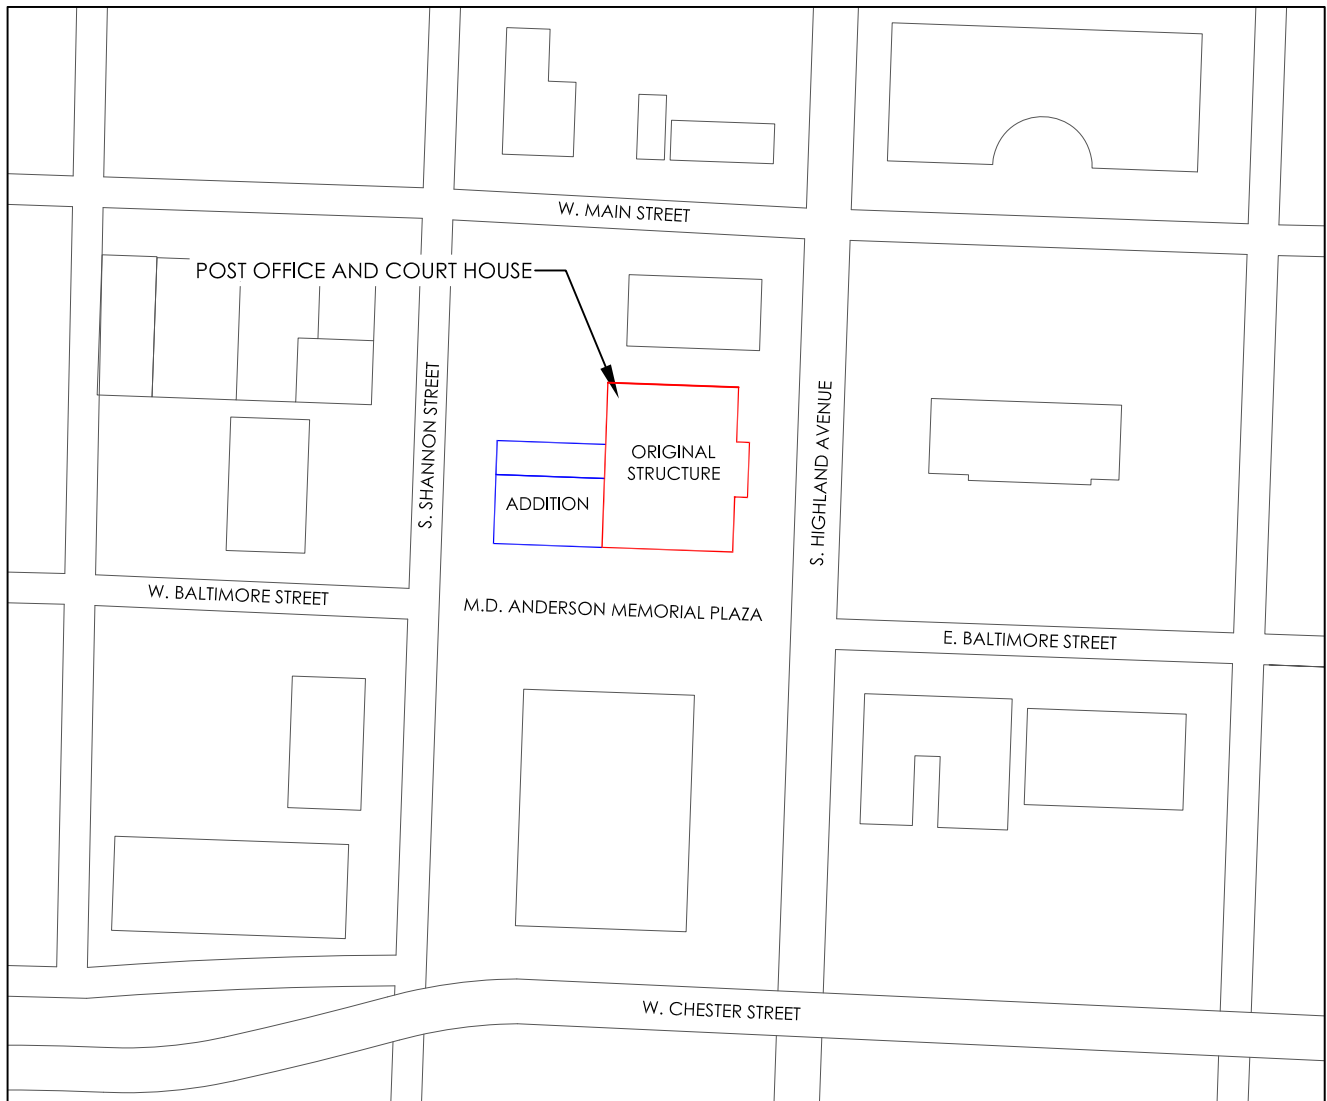 W. MAIN STREET
POST OFFICE AND COURT HOUSE
S. SHANNON STREET
S. HIGHLAND AVENUE
ORIGINAL
STRUCTURE
ADDITION
W. BALTIMORE STREET
M.D. ANDERSON MEMORIAL PLAZA
E. BALTIMORE STREET
W. CHESTER STREET